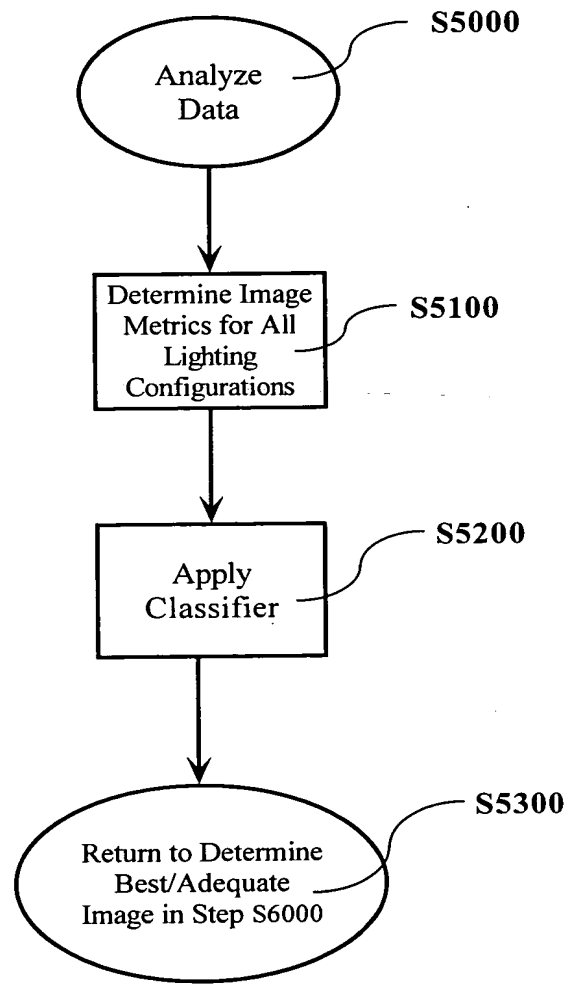 S5000
Analyze
Data
Determine Image
Metrics for All
Lighting
Configurations
S5100
S5200
Apply
Classifier
S5300
Return to Determine
Best/Adequate
Image in Step S6000